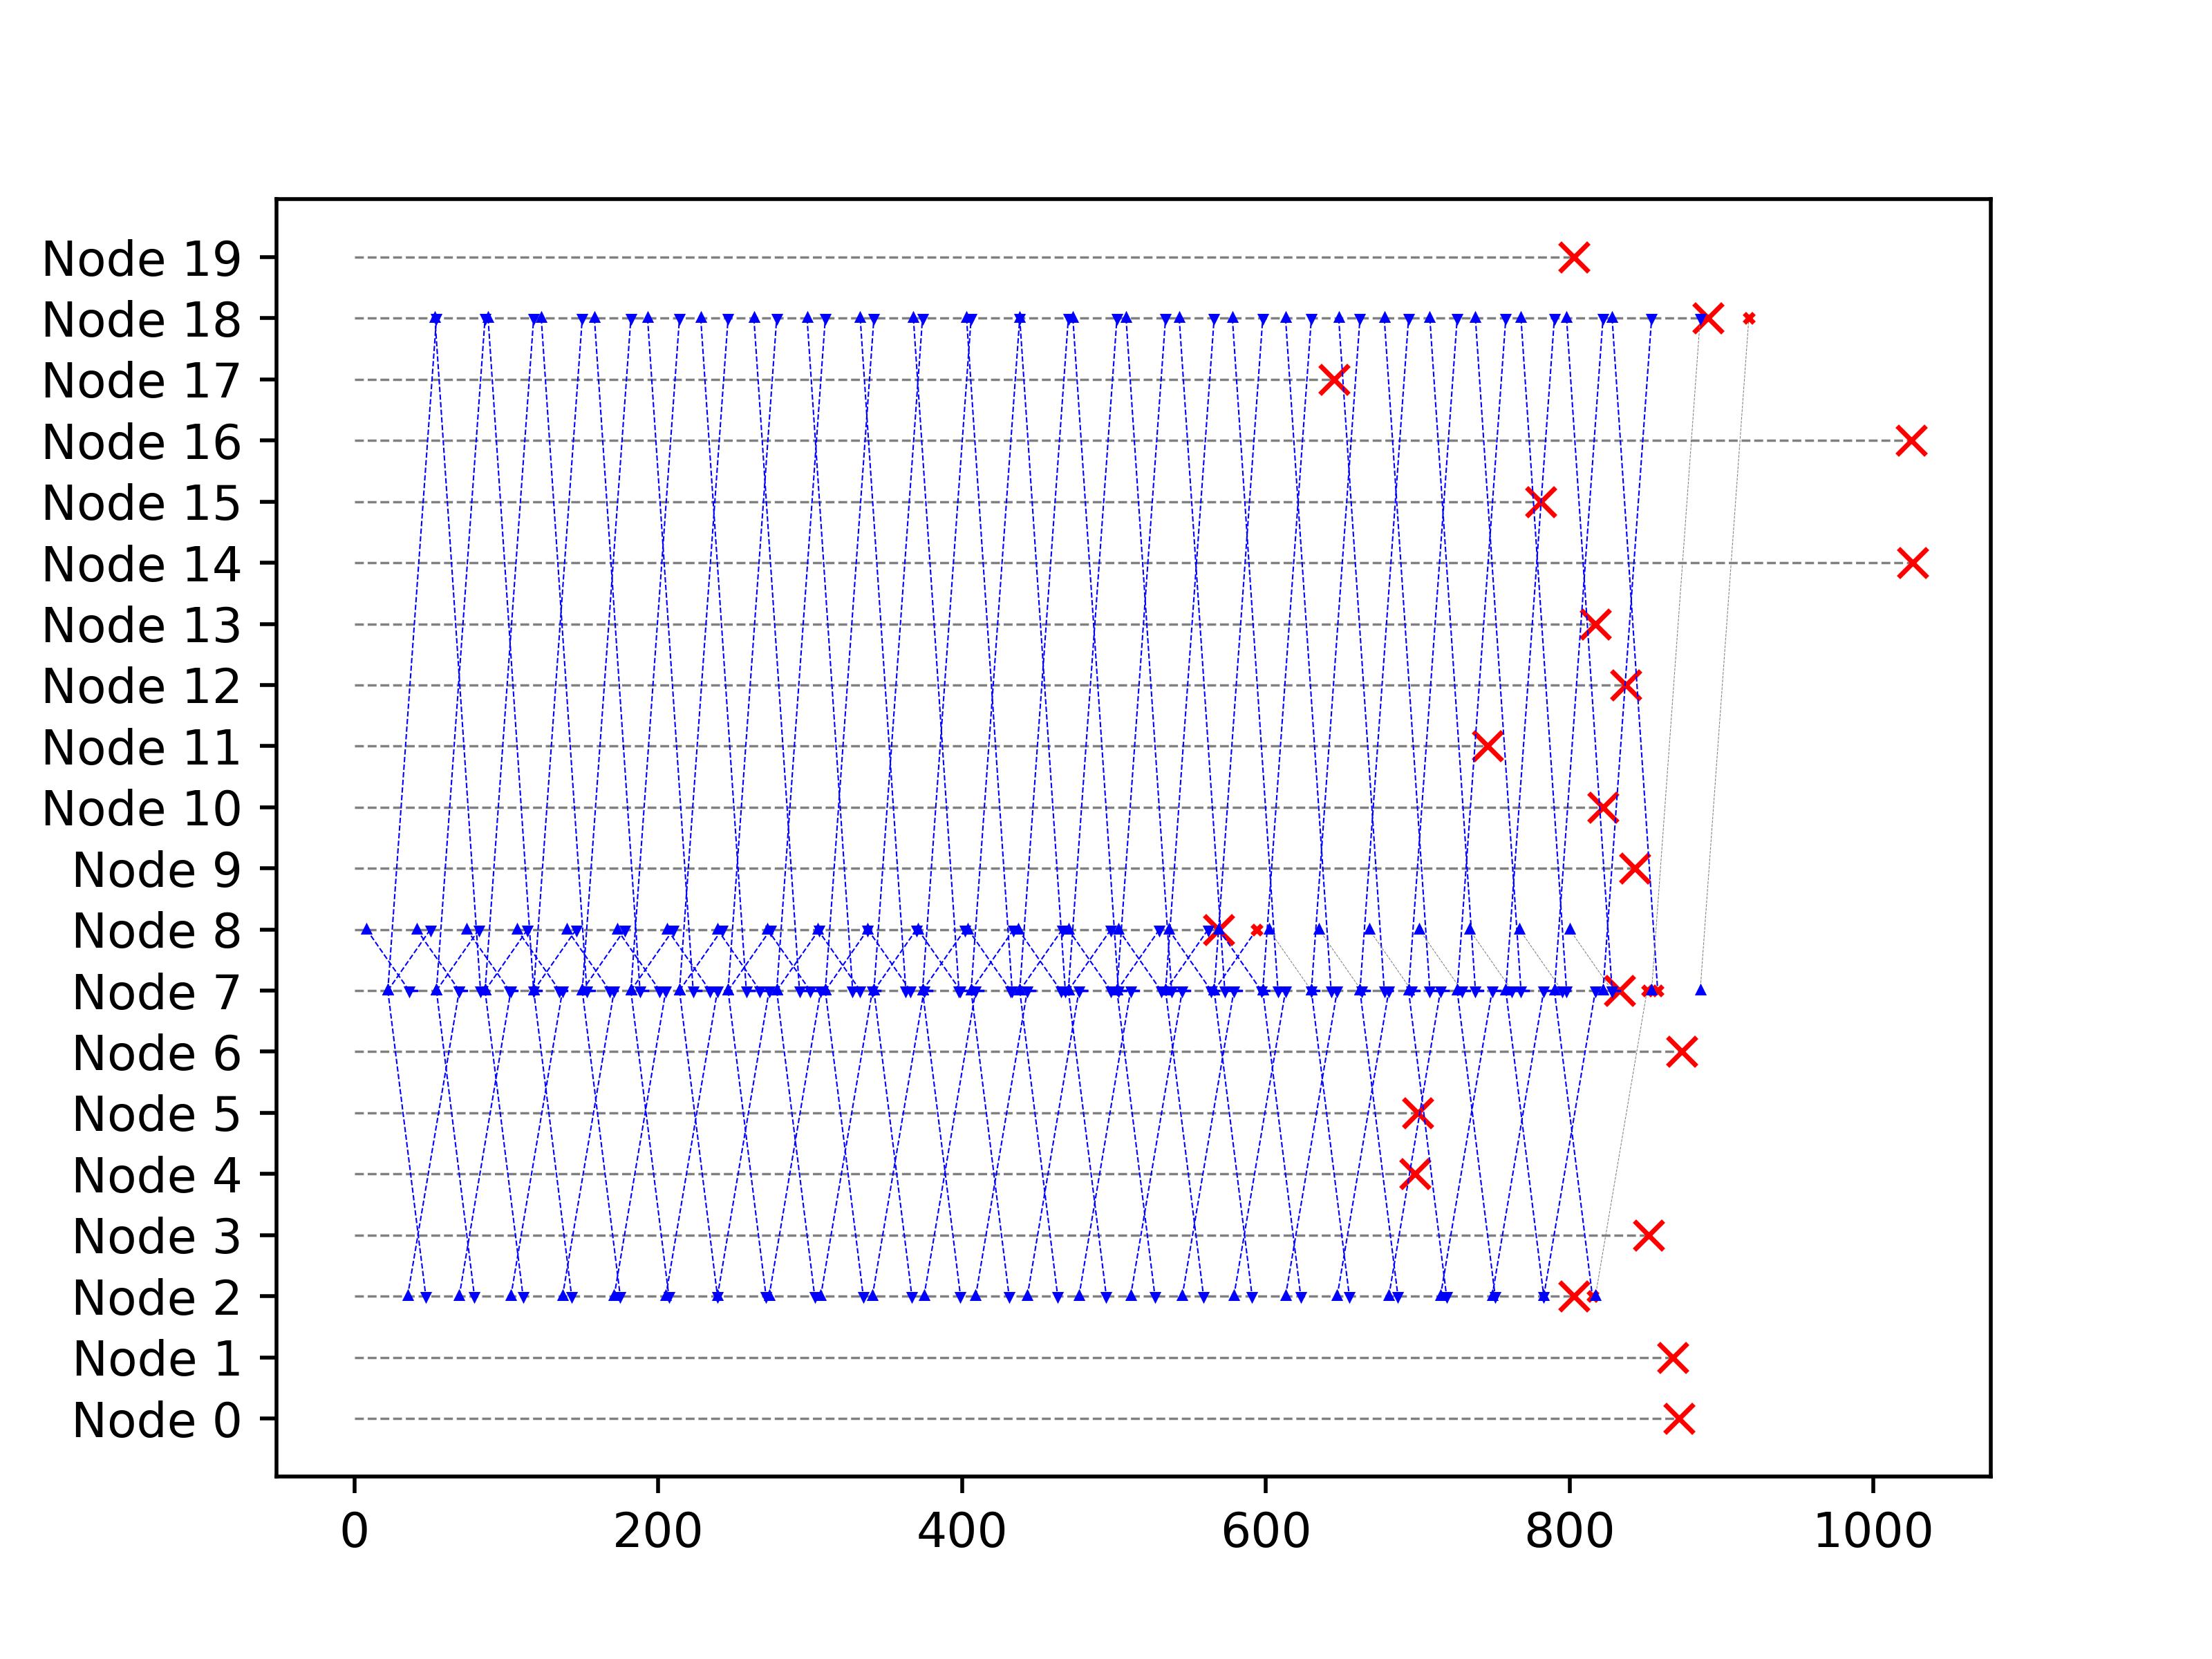 Node 19
Node 18
Node 17
Node 16
Node 15
Node 14
Node 13
Node 12
Node 11
Node 10
Node 9
Node 8
Node 7
Node 6
Node 5
Node 4
Node 3
Node 2
Node 1
Node 0
0 200 400 600 800 1000